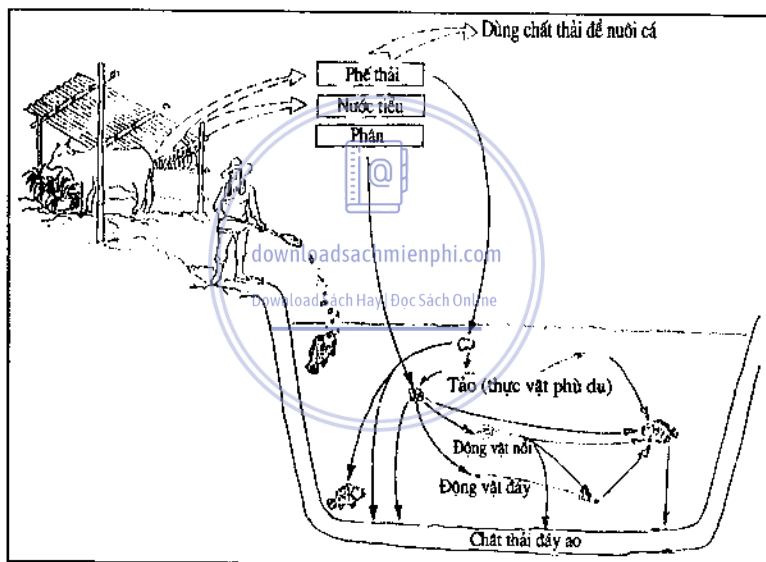 Dùng chất thải để nuôi cá
Phế thải
Nước tiểu
Phân
@
downloadsachmienphi.com
Download Sách Hay | Đọc Sách Online
Tảo (thực vật phù du)
Động vật nổi
Động vật đáy
Chất thải đáy ao